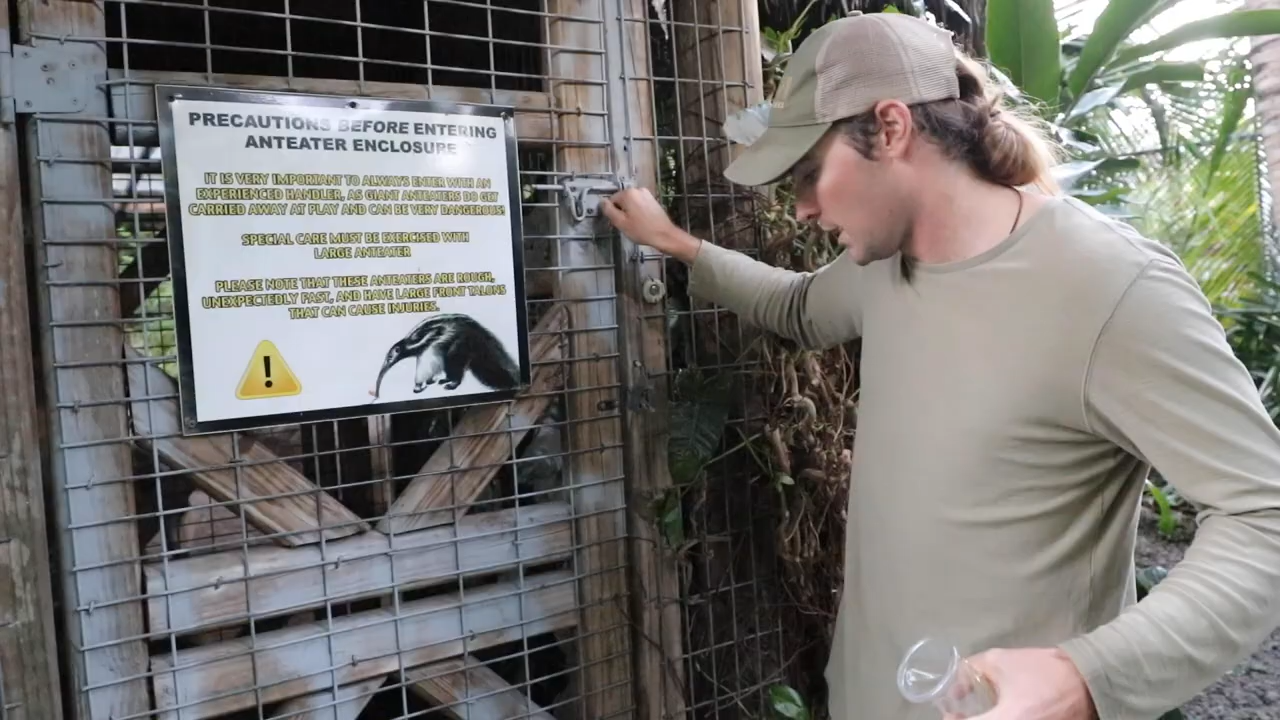 PRECAUTIONS BEFORE ENTERING
ANTEATER ENCLOSURE
IT IS VERY IMPORTANT TO ALWAYS ENTER WITH AN
EXPERIENCED HANDLER, AS GIANT ANTEATERS DO GET
CARRIED AWAY AT PLAY AND CAN BE VERY DANGEROUS!
SPECIAL CARE MUST BE EXERCISED WITH
LARGE ANTEATER
PLEASE NOTE THAT THESE ANTEATERS ARE ROUGH,
UNEXPECTEDLY FAST, AND HAVE LARGE FRONT TALONS
THAT CAN CAUSE INJURIES.
!